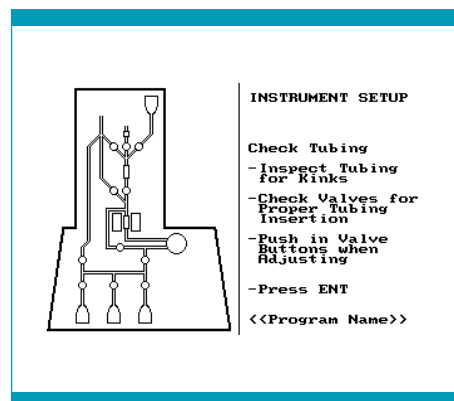 INSTRUMENT SETUP
Check Tubing
-Inspect Tubing
for Kinks
-Check Valves for
Proper Tubing
Insertion
-Push in Valve
Buttons when
Adjusting
-Press ENT
<<Program Name>>